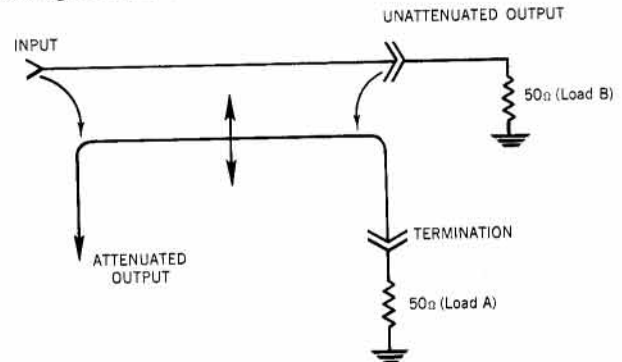 UNATTENUATED OUTPUT
INPUT
50Ω (Load B)
TERMINATION
ATTENUATED
OUTPUT
50Ω (Load A)